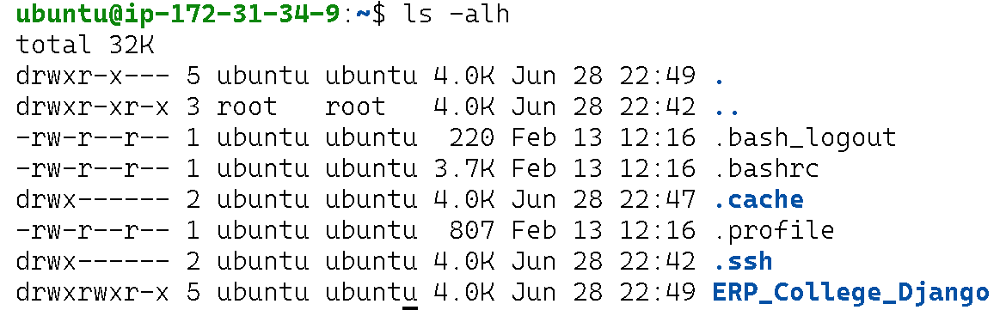 ubuntu@ip-172-31-34-9:~$ ls -alh
total 32K
drwxr-x--- 5 ubuntu ubuntu 4.0K Jun 28 22:49 .
drwxr-xr-x 3 root   root   4.0K Jun 28 22:42 ..
-rw-r--r-- 1 ubuntu ubuntu  220 Feb 13 12:16 .bash_logout
-rw-r--r-- 1 ubuntu ubuntu 3.7K Feb 13 12:16 .bashrc
drwx------ 2 ubuntu ubuntu 4.0K Jun 28 22:47 .cache
-rw-r--r-- 1 ubuntu ubuntu  807 Feb 13 12:16 .profile
drwx------ 2 ubuntu ubuntu 4.0K Jun 28 22:42 .ssh
drwxrwxr-x 5 ubuntu ubuntu 4.0K Jun 28 22:49 ERP_College_Django